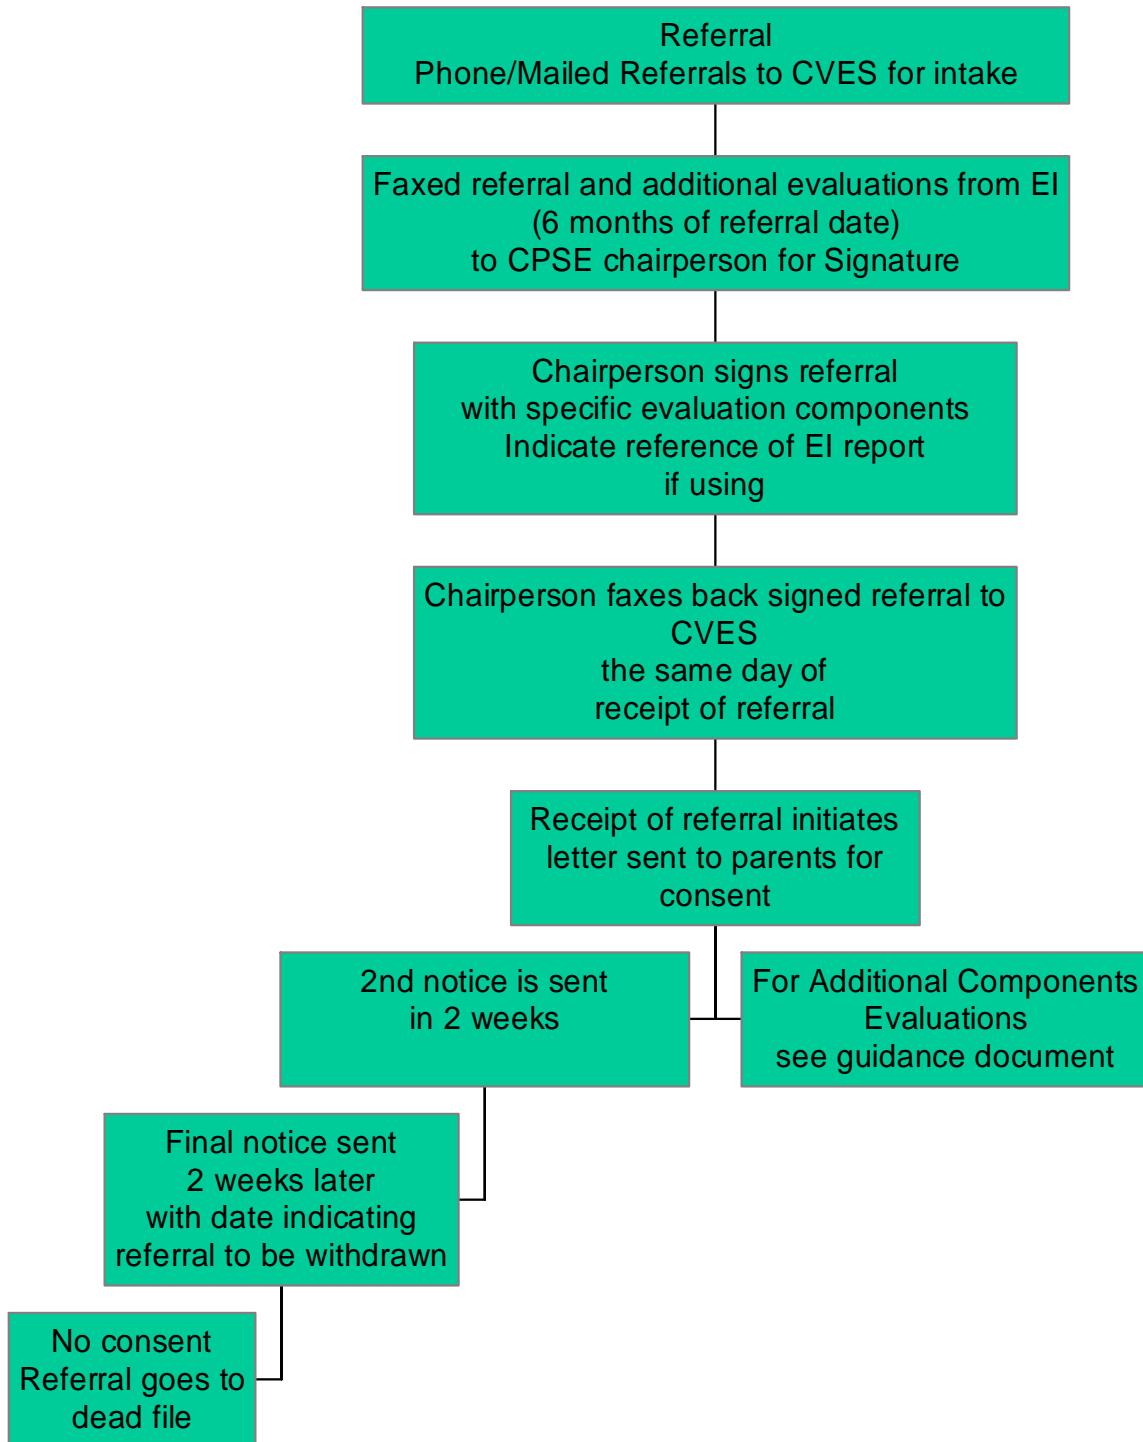 Referral
Phone/Mailed Referrals to CVES for intake
Faxed referral and additional evaluations from EI
(6 months of referral date)
to CPSE chairperson for Signature
Chairperson signs referral
with specific evaluation components
Indicate reference of EI report
if using
Chairperson faxes back signed referral to
CVES
the same day of
receipt of referral
Receipt of referral initiates
letter sent to parents for
consent
2nd notice is sent
in 2 weeks
For Additional Components
Evaluations
see guidance document
Final notice sent
2 weeks later
with date indicating
referral to be withdrawn
No consent
Referral goes to
dead file